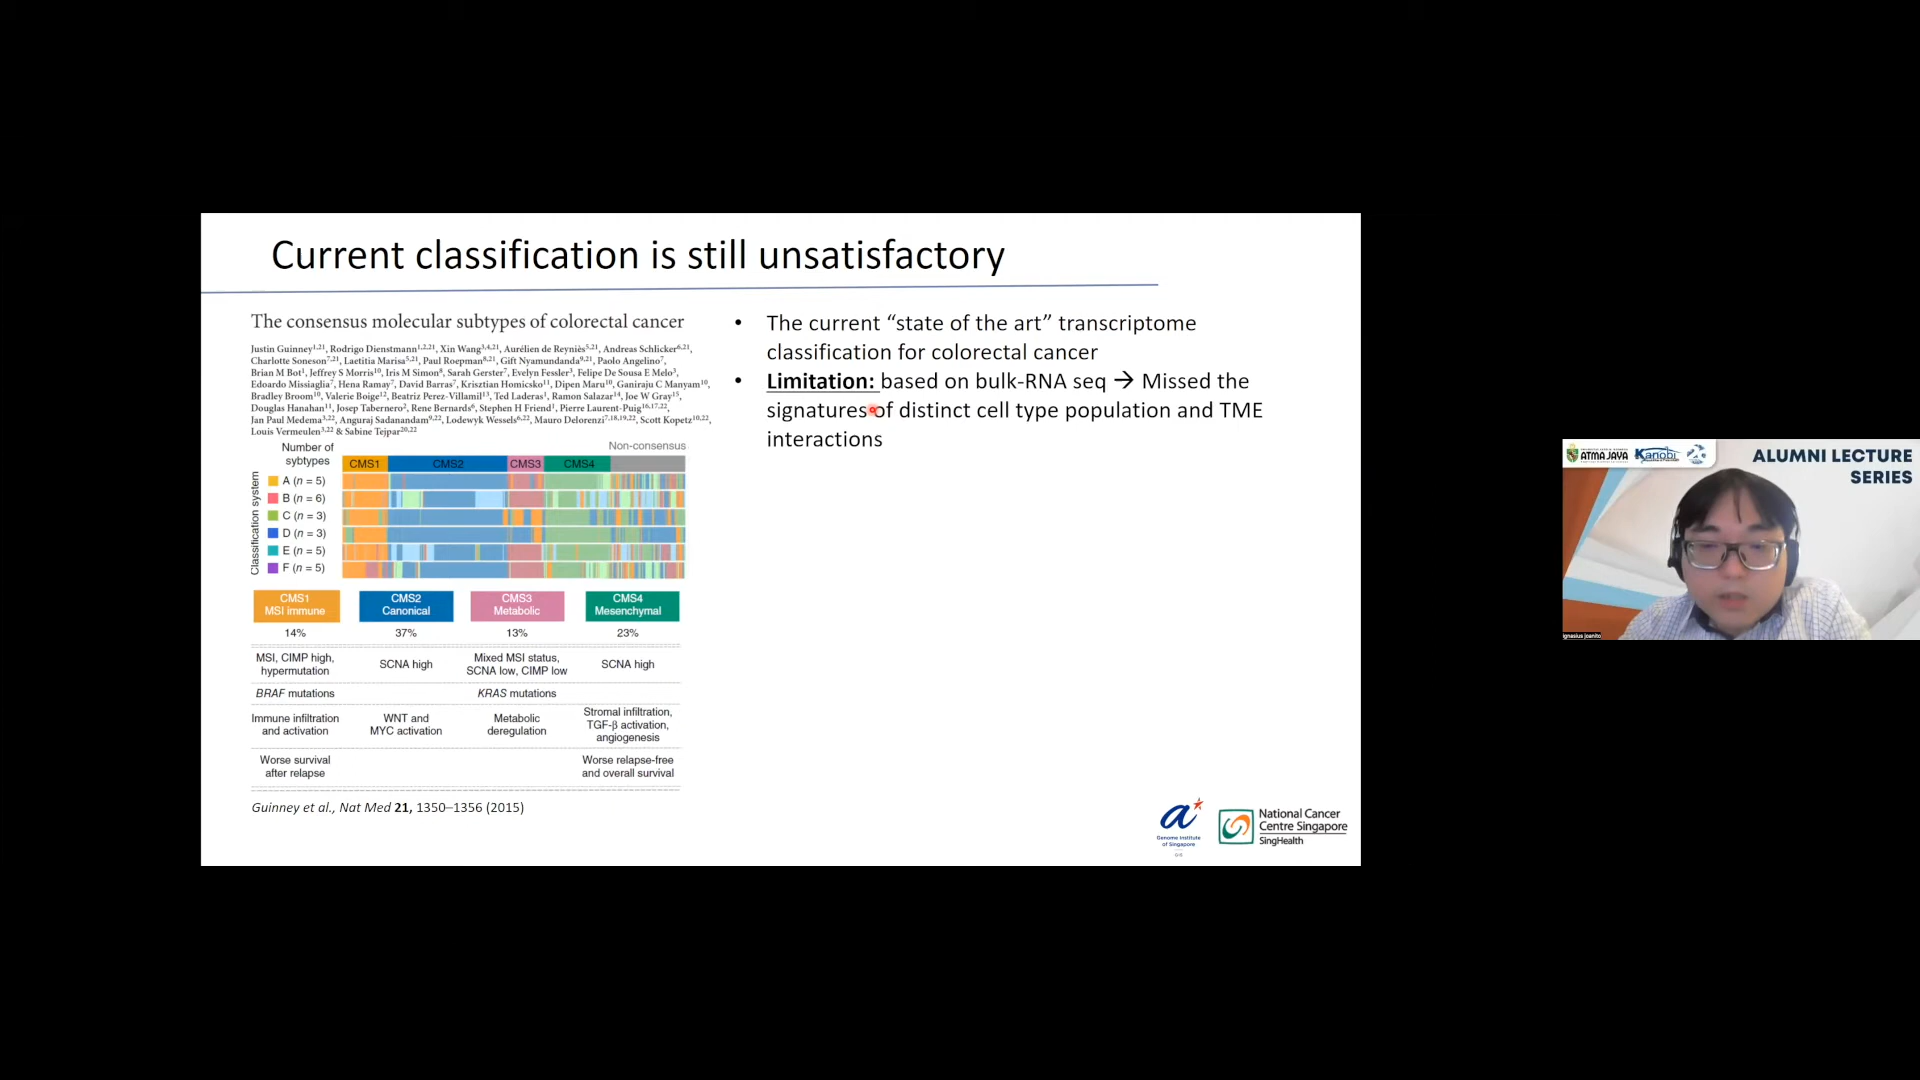 Current classification is still unsatisfactory
The consensus molecular subtypes of colorectal cancer
Justin Guinney1,21, Rodrigo Dienstmann1,2,21, Xin Wang3,4,21, Aurélien de Reyniès5,21, Andreas Schlicker6,21,
Charlotte Soneson7,21, Laetitia Marisa5,21, Paul Roepman8,21, Gift Nyamundanda9,21, Paolo Angelino7,
Brian M Bot1, Jeffrey S Morris10, Iris M Simon8, Sarah Gerster7, Evelyn Fessler3, Felipe De Sousa E Melo3,
Edoardo Missiaglia7, Hena Ramay7, David Barras7, Krisztian Homicsko11, Dipen Maru10, Ganiraju C Manyam10,
Bradley Broom10, Valerie Boige12, Beatriz Perez-Villamil13, Ted Laderas1, Ramon Salazar14, Joe W Gray15,
Douglas Hanahan11, Josep Tabernero2, Rene Bernards6, Stephen H Friend1, Pierre Laurent-Puig16,17,22,
Jan Paul Medema3,22, Anguraj Sadanandam9,22, Lodewyk Wessels6,22, Mauro Delorenzi7,18,19,22, Scott Kopetz10,22,
Louis Vermeulen3,22 & Sabine Tejpar20,22
Number of
subtypes
Non-consensus
CMS1 CMS2 CMS3 CMS4
Classification system
A (n = 5)
B (n = 6)
C (n = 3)
D (n = 3)
E (n = 5)
F (n = 5)
CMS1 CMS2 CMS3 CMS4
MSI immune Canonical Metabolic Mesenchymal
14% 37% 13% 23%
MSI, CIMP high,
hypermutation
SCNA high
Mixed MSI status,
SCNA low, CIMP low
SCNA high
BRAF mutations
KRAS mutations
Immune infiltration
and activation
WNT and
MYC activation
Metabolic
deregulation
Stromal infiltration,
TGF-β activation,
angiogenesis
Worse survival
after relapse
Worse relapse-free
and overall survival
Guinney et al., Nat Med 21, 1350–1356 (2015)
• The current “state of the art” transcriptome
classification for colorectal cancer
• Limitation: based on bulk-RNA seq → Missed the
signatures of distinct cell type population and TME
interactions
a
Genome Institute
of Singapore
GIS
National Cancer
Centre Singapore
SingHealth
ATMA JAYA
Kanobi
ALUMNI LECTURE
SERIES
ignasius joanito